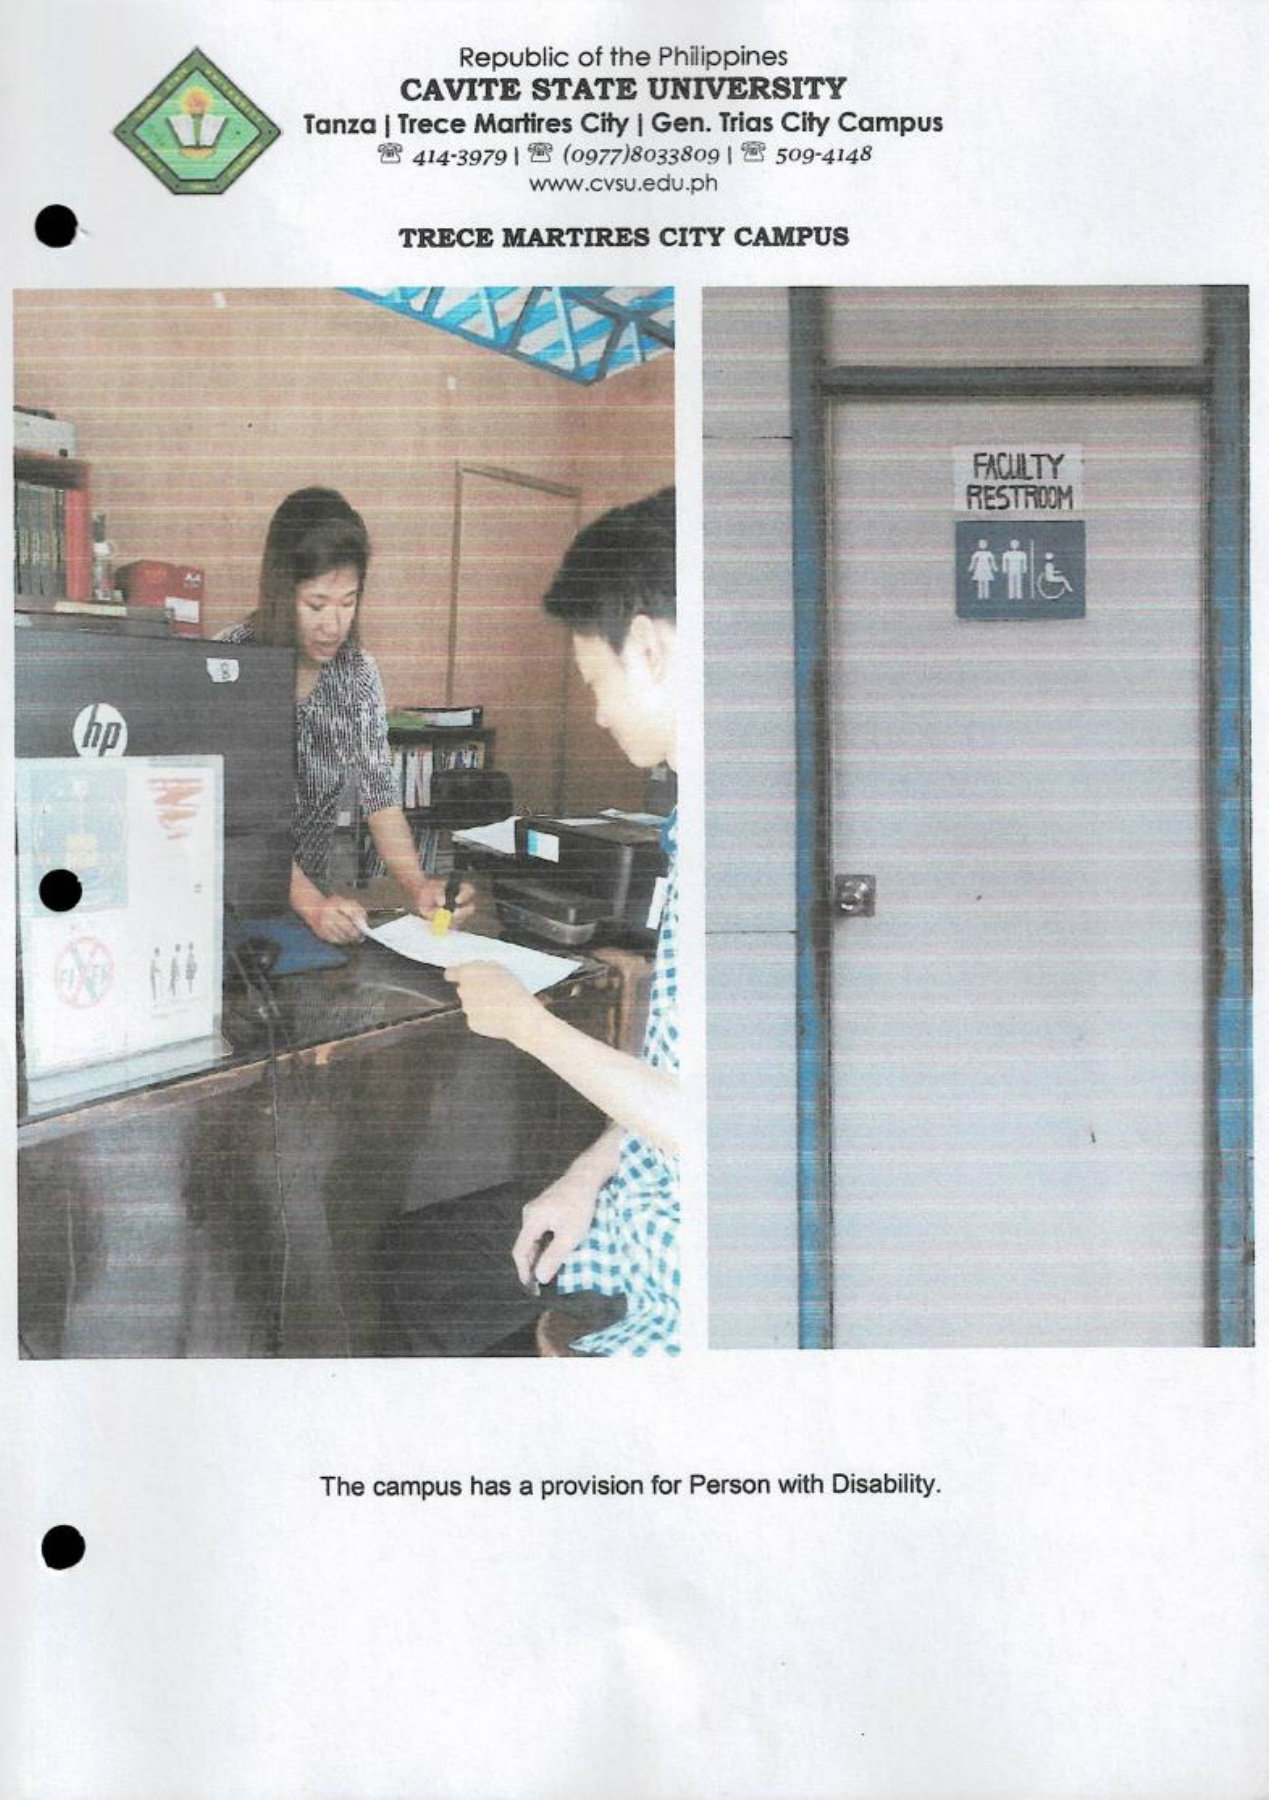 Republic of the Philippines
CAVITE STATE UNIVERSITY
Tanza | Trece Martires City | Gen. Trias City Campus
☎ 414-3979 | ☎ (0977)8033809 | ☎ 509-4148
www.cvsu.edu.ph
TRECE MARTIRES CITY CAMPUS
A4
8
hp
FIXER
FACULTY
RESTROOM
The campus has a provision for Person with Disability.